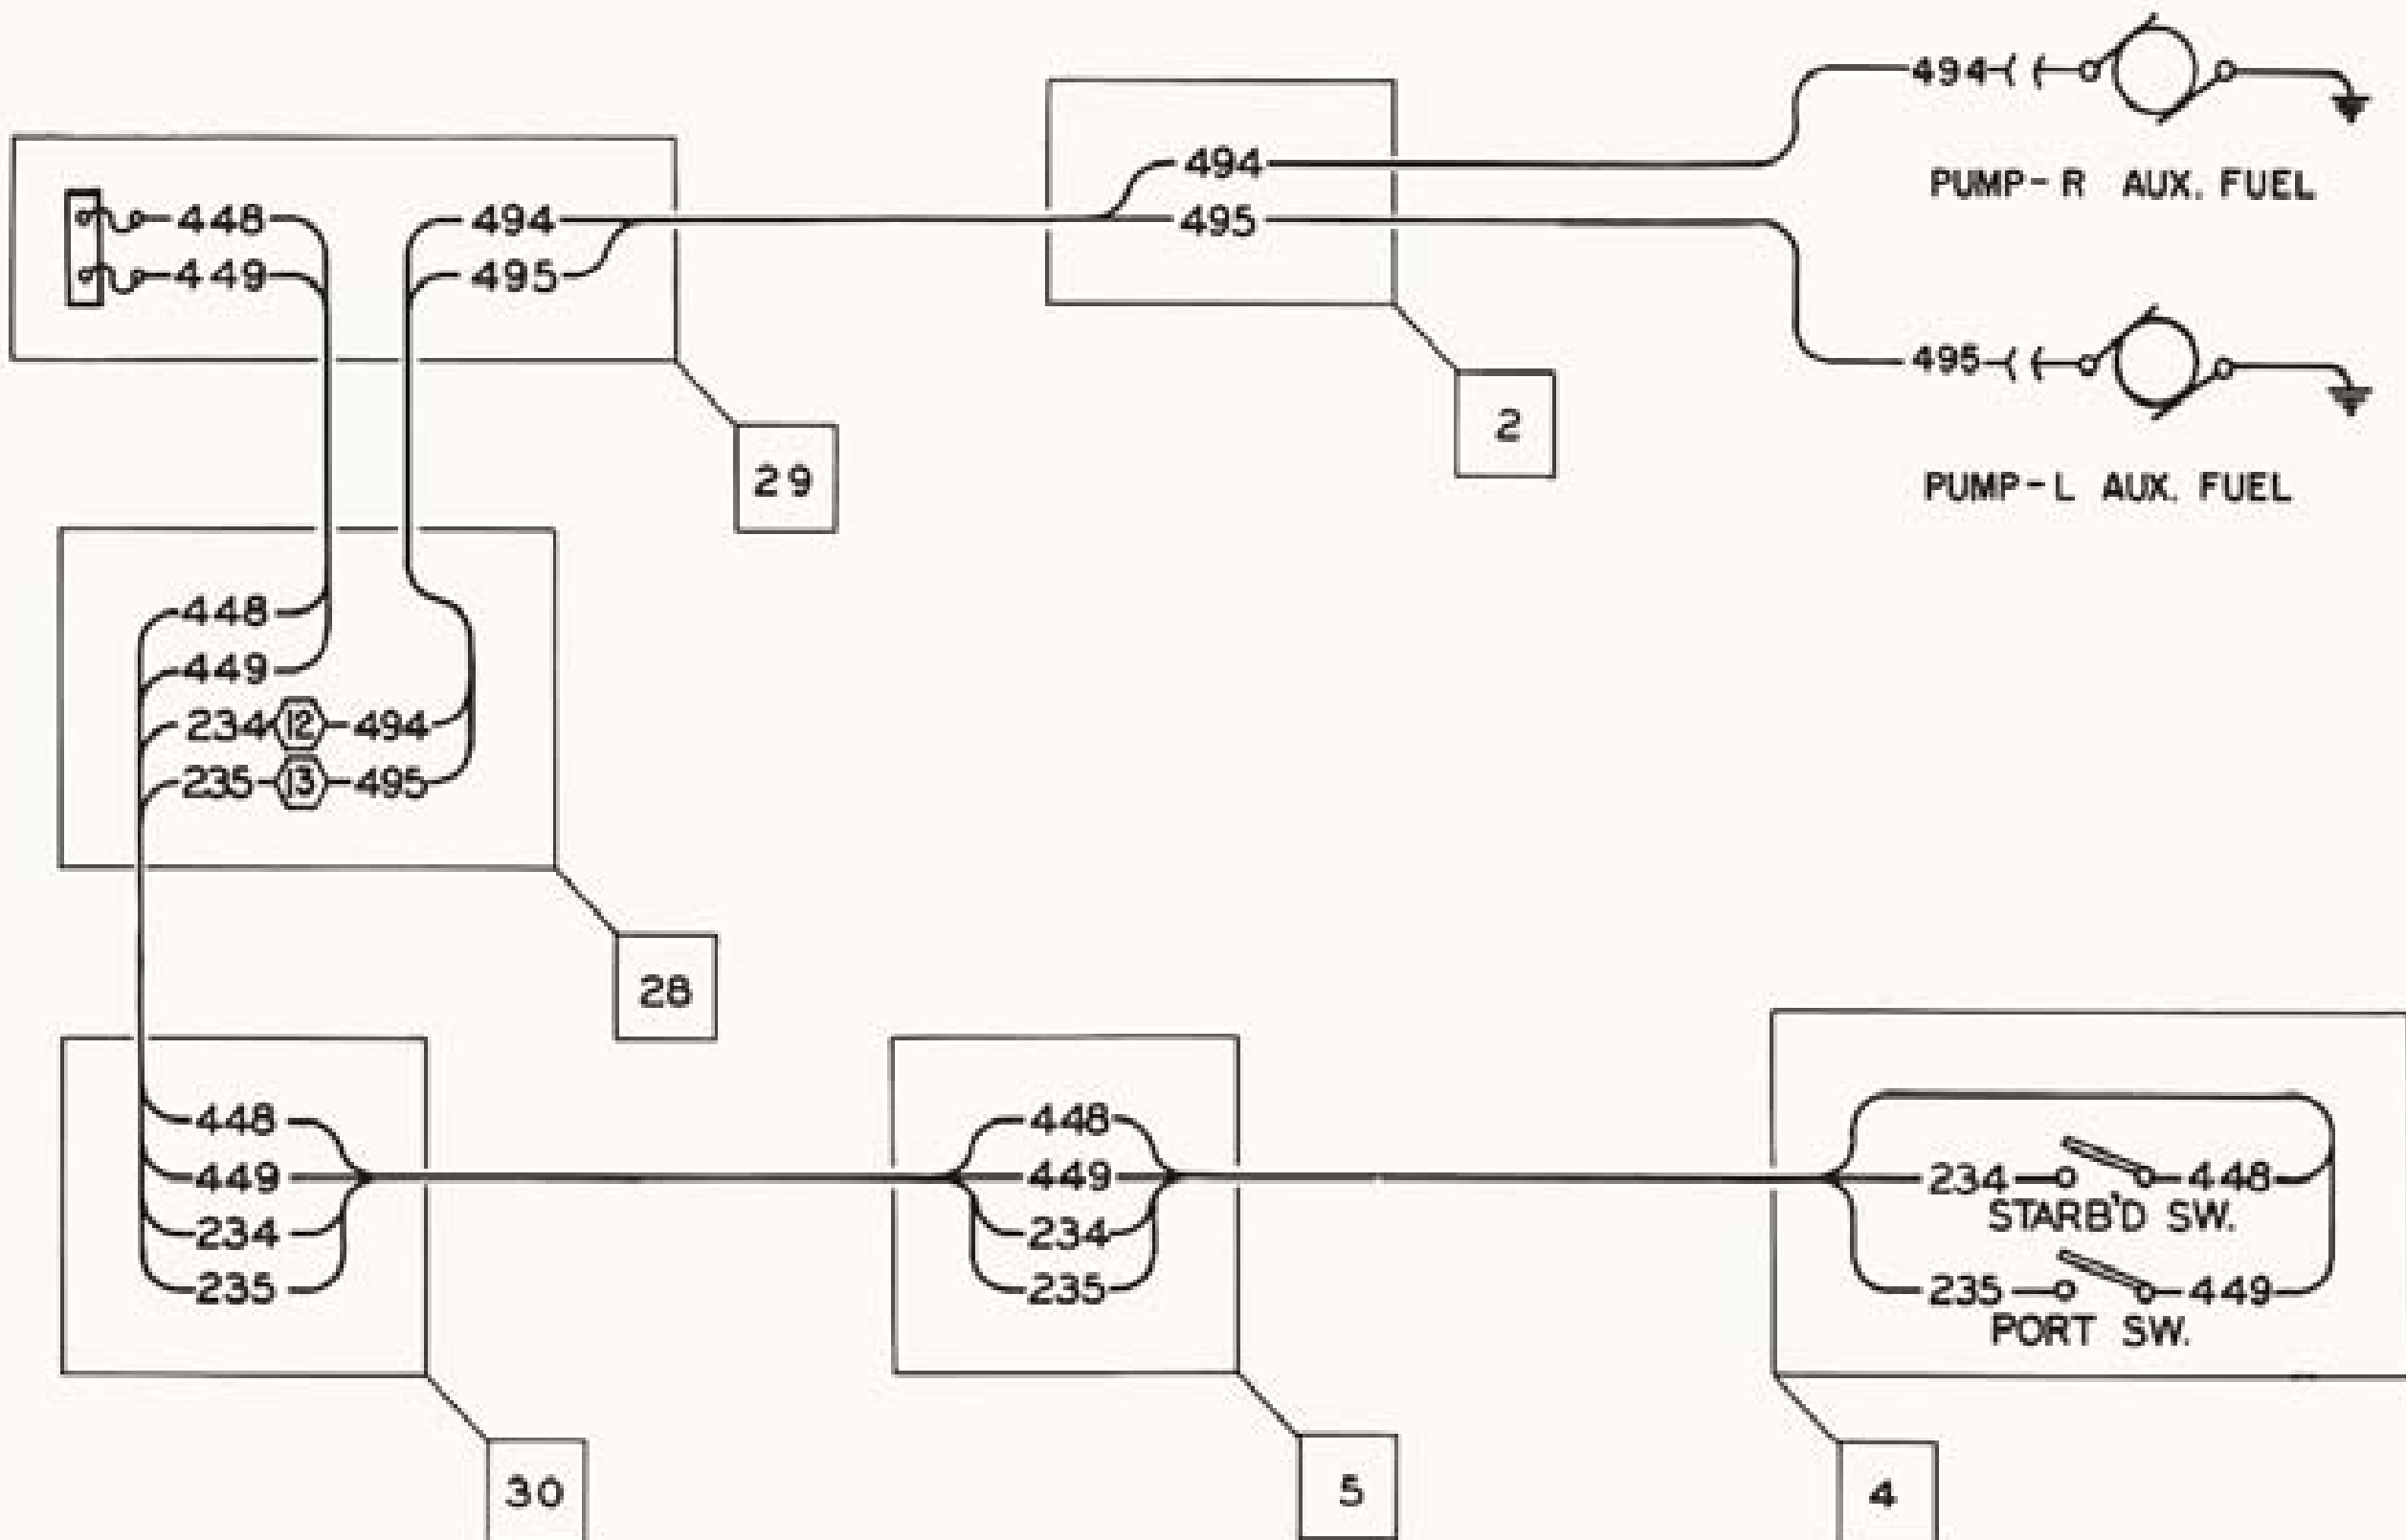 494
494
PUMP-R AUX. FUEL
448 494 495
449 495
495
2
29
PUMP-L AUX. FUEL
448
449
234 12 494
235 13 495
28
448 448
449 449 234 448
STARB'D SW.
234 234
235 235 235 449
PORT SW.
30 5 4